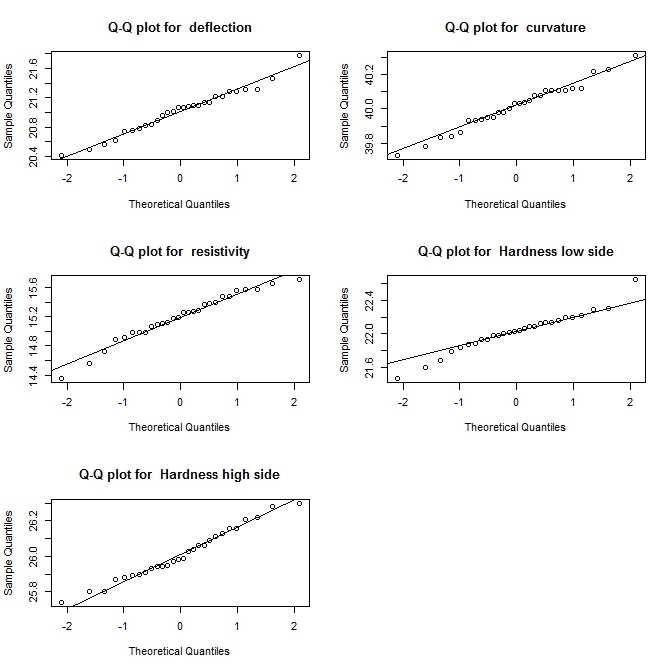 Q-Q plot for deflection
Sample Quantiles
20.4 20.8 21.2 21.6
-2 -1 0 1 2
Theoretical Quantiles
Q-Q plot for curvature
Sample Quantiles
39.8 40.0 40.2
-2 -1 0 1 2
Theoretical Quantiles
Q-Q plot for resistivity
Sample Quantiles
14.4 14.8 15.2 15.6
-2 -1 0 1 2
Theoretical Quantiles
Q-Q plot for Hardness low side
Sample Quantiles
21.6 22.0 22.4
-2 -1 0 1 2
Theoretical Quantiles
Q-Q plot for Hardness high side
Sample Quantiles
25.8 26.0 26.2
-2 -1 0 1 2
Theoretical Quantiles